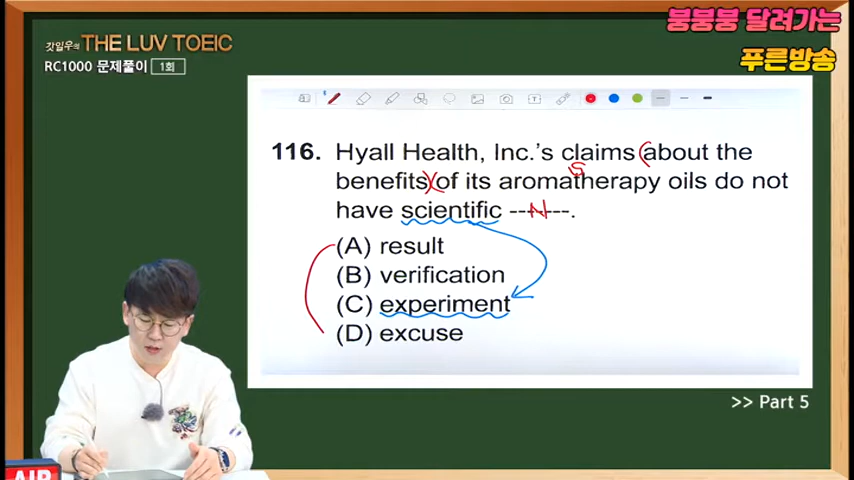 붕붕붕 달려가는
푸른방송
갓일우의 THE LUV TOEIC
RC1000 문제풀이 1회
116. Hyall Health, Inc.'s claims about the
S
benefits of its aromatherapy oils do not
have scientific -------.
N
(A) result
(B) verification
(C) experiment
(D) excuse
>> Part 5
AIR